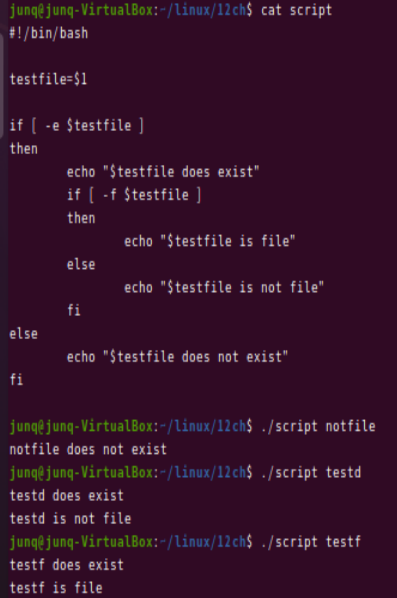 junq@junq-VirtualBox:~/linux/12ch$ cat script
#!/bin/bash
testfile=$1
if [ -e $testfile ]
then
echo "$testfile does exist"
if [ -f $testfile ]
then
echo "$testfile is file"
else
echo "$testfile is not file"
fi
else
echo "$testfile does not exist"
fi
junq@junq-VirtualBox:~/linux/12ch$ ./script notfile
notfile does not exist
junq@junq-VirtualBox:~/linux/12ch$ ./script testd
testd does exist
testd is not file
junq@junq-VirtualBox:~/linux/12ch$ ./script testf
testf does exist
testf is file